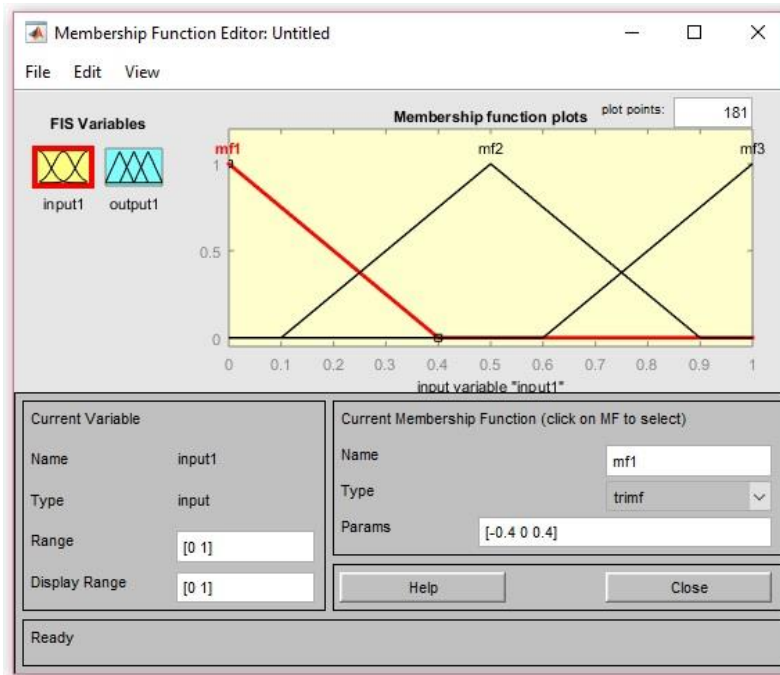 Membership Function Editor: Untitled
File Edit View
FIS Variables
input1 output1
Membership function plots plot points: 181
mf1 mf2 mf3
1
0.5
0
0 0.1 0.2 0.3 0.4 0.5 0.6 0.7 0.8 0.9 1
input variable "input1"
Current Variable
Name input1
Type input
Range [0 1]
Display Range [0 1]
Current Membership Function (click on MF to select)
Name mf1
Type trimf
Params [-0.4 0 0.4]
Help Close
Ready